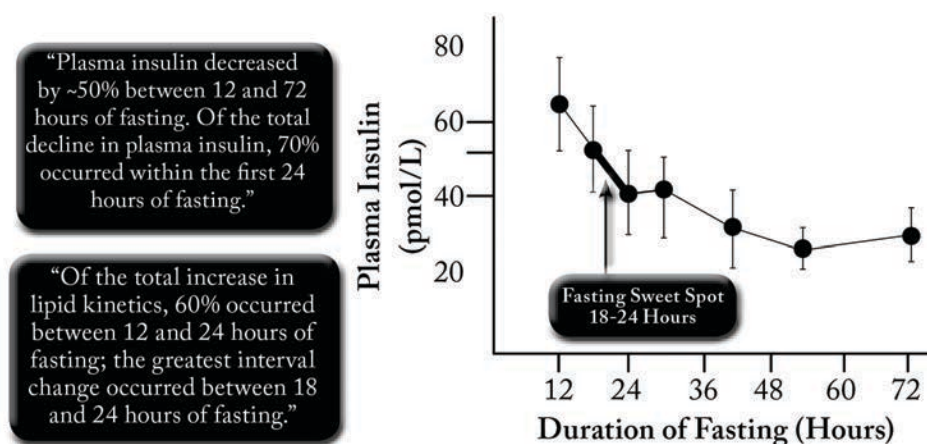 “Plasma insulin decreased
by ~50% between 12 and 72
hours of fasting. Of the total
decline in plasma insulin, 70%
occurred within the first 24
hours of fasting.”
“Of the total increase in
lipid kinetics, 60% occurred
between 12 and 24 hours of
fasting; the greatest interval
change occurred between 18
and 24 hours of fasting.”
Plasma Insulin
(pmol/L)
80
60
40
20
Fasting Sweet Spot
18-24 Hours
12 24 36 48 60 72
Duration of Fasting (Hours)